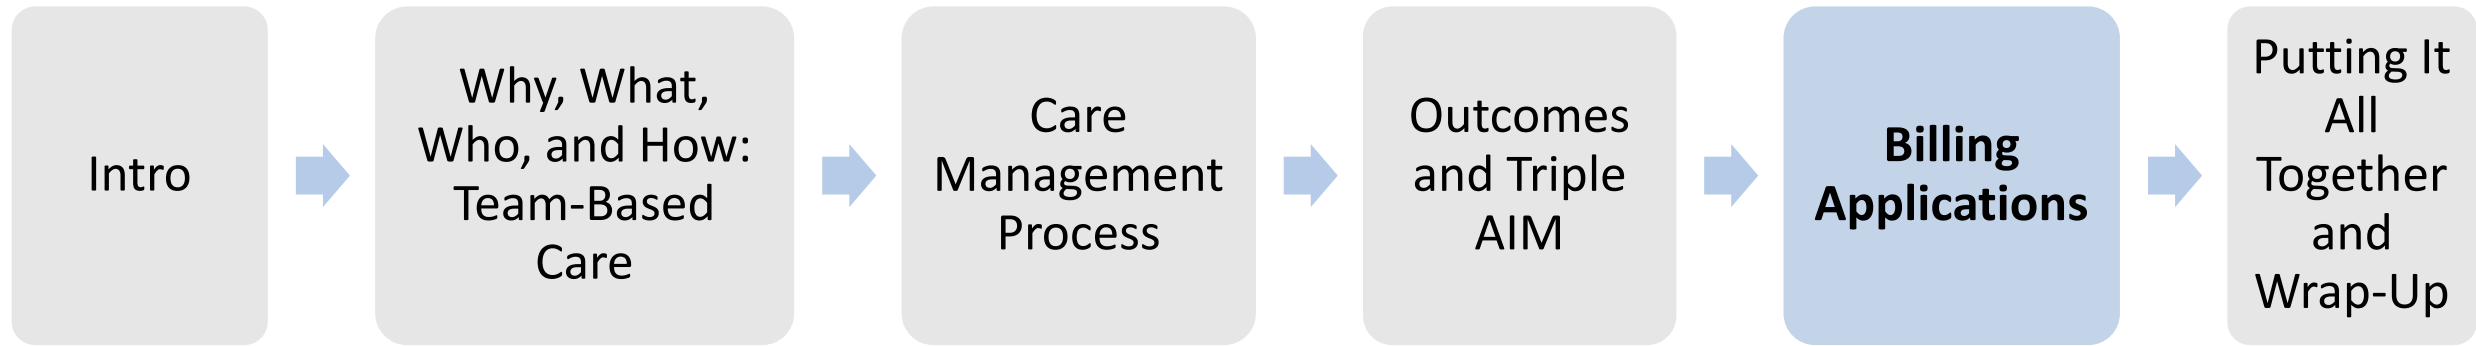 Intro
Why, What,
Who, and How:
Team-Based
Care
Care
Management
Process
Outcomes
and Triple
AIM
Billing
Applications
Putting It
All
Together
and
Wrap-Up